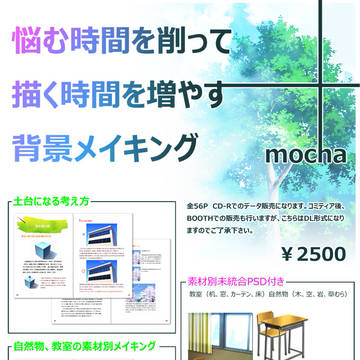 悩む時間を削って
描く時間を増やす
背景メイキング
mocha
全56P CD-Rでのデータ販売になります。コミティア後、
BOOTHでの販売も行いますが、こちらはDL形式になり
ますのでご了承下さい。
￥2500
土台になる考え方
素材別未統合PSD付き
教室（机、窓、カーテン、床）自然物（木、空、岩、草むら）
自然物、教室の素材別メイキング